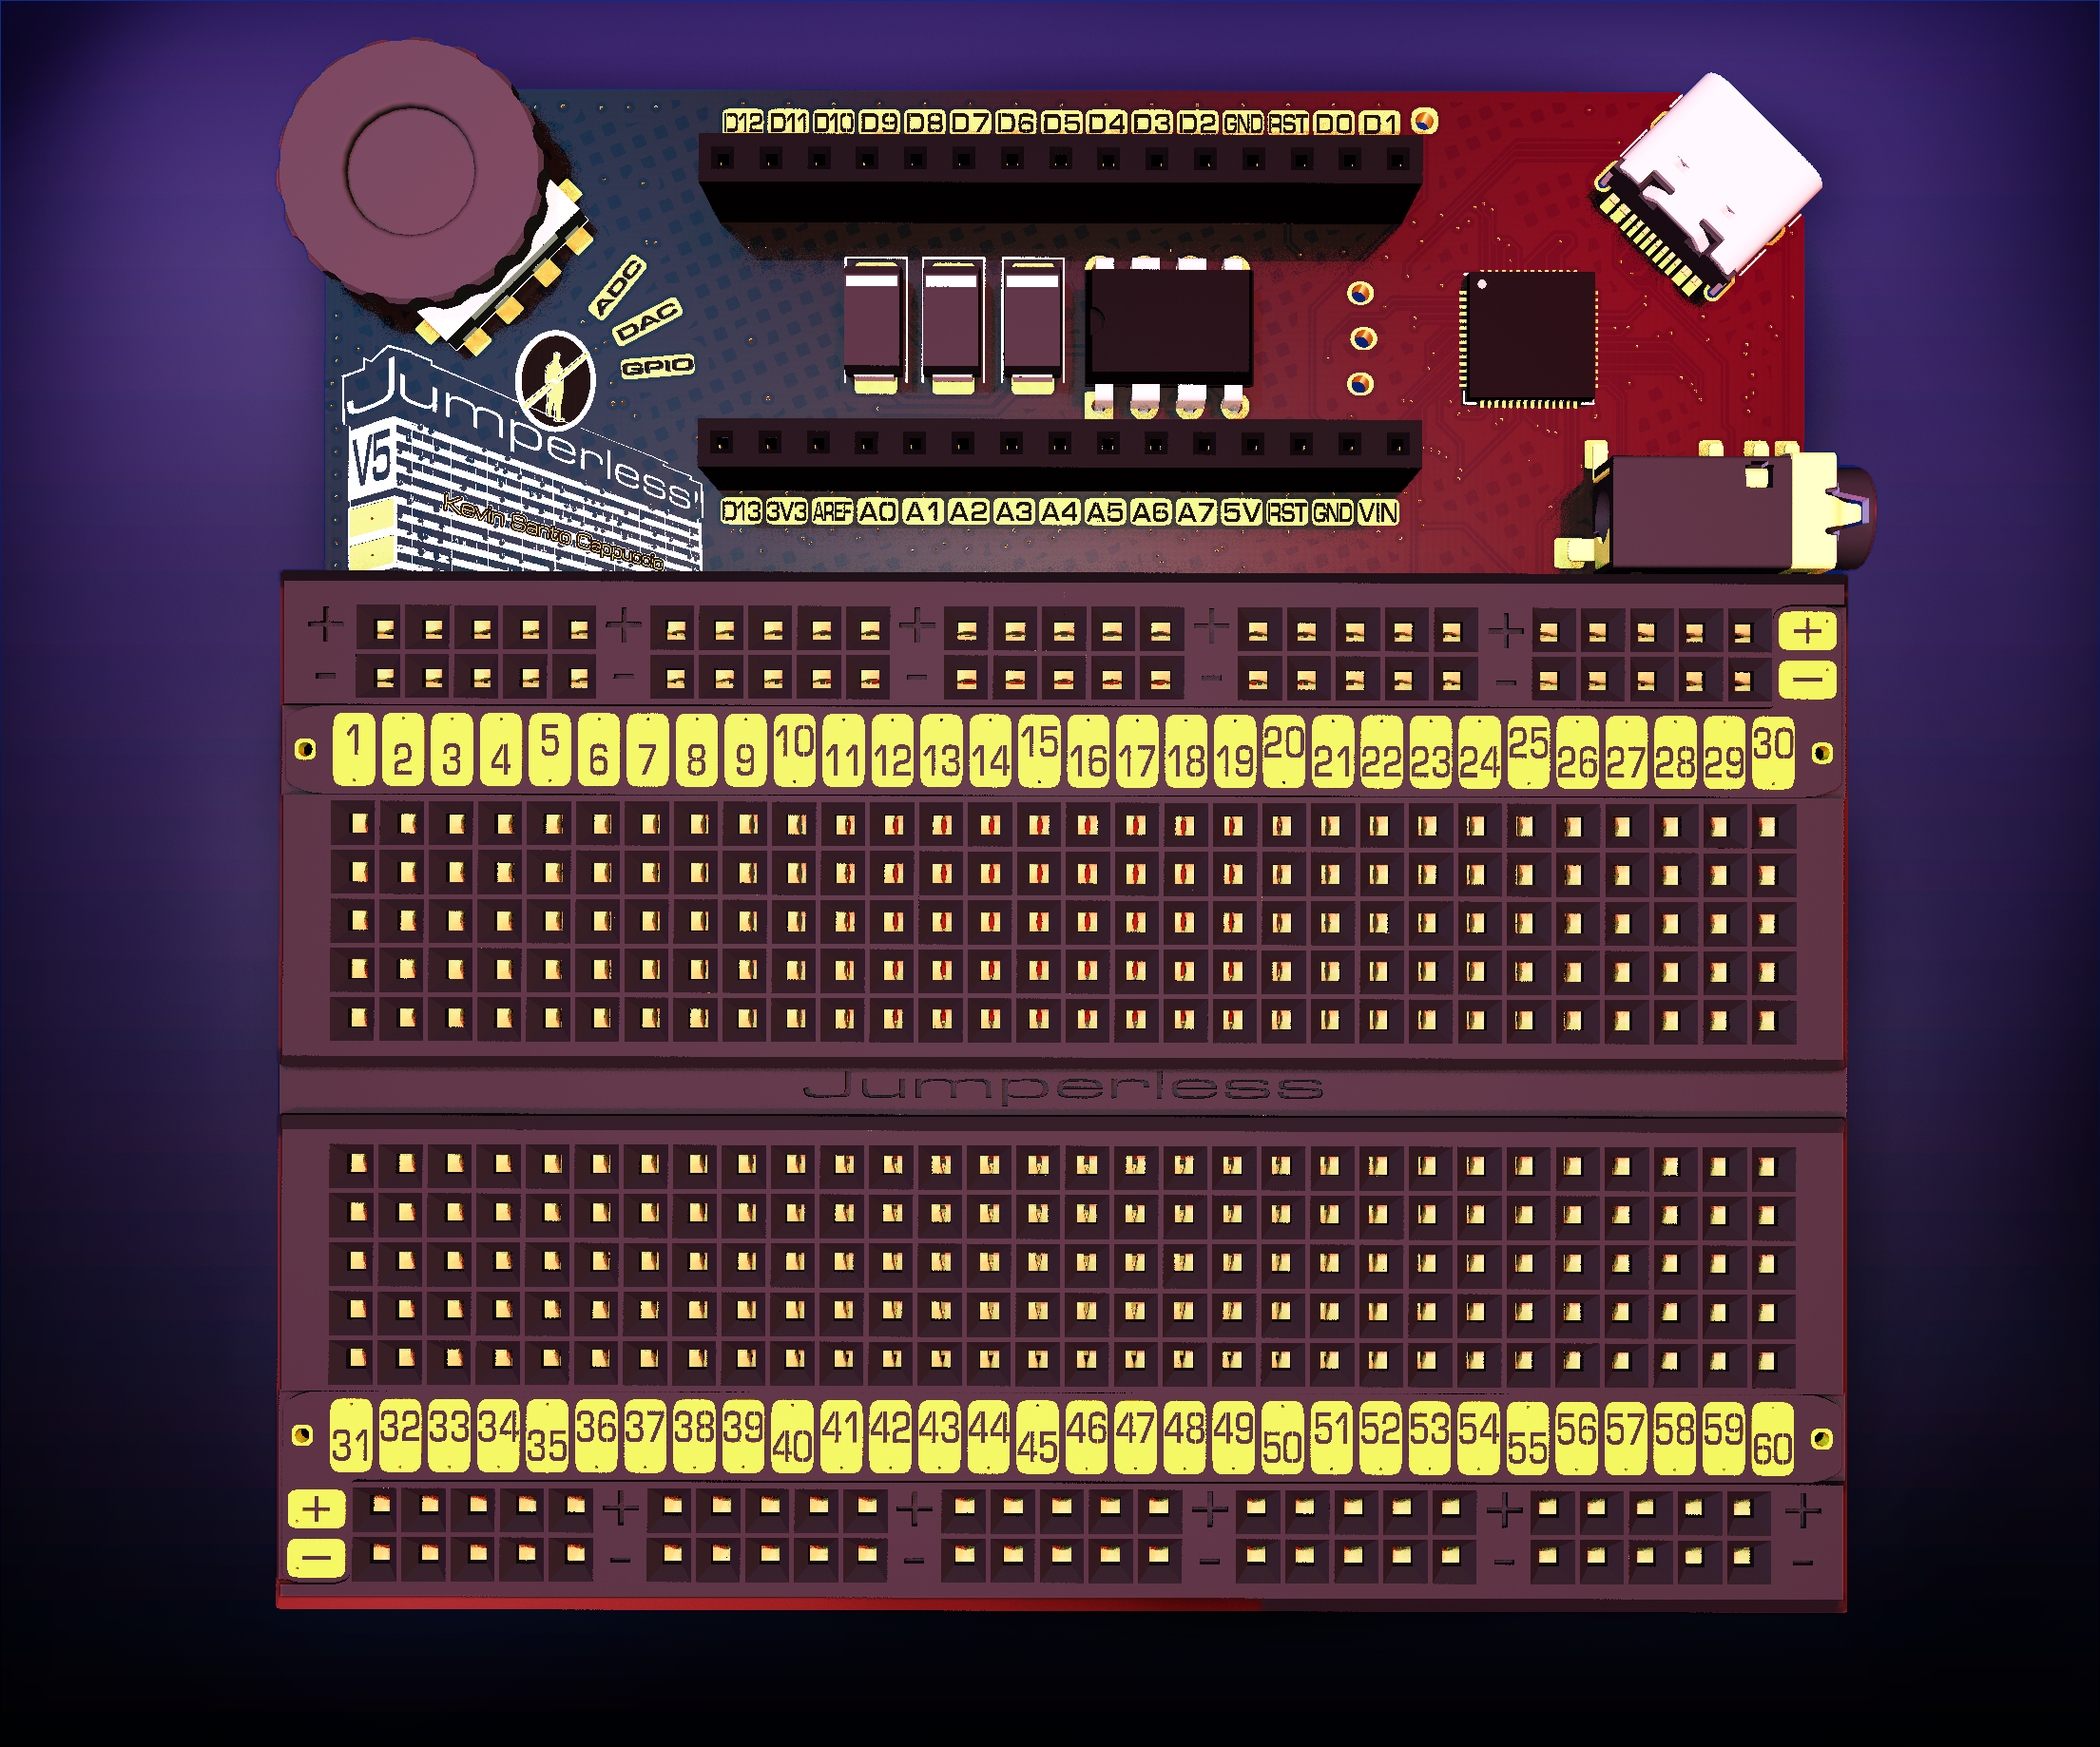 D12 D11 D10 D9 D8 D7 D6 D5 D4 D3 D2 GND RST D0 D1
ADC
DAC
GPIO
Jumperless
V5
Kevin Santo Cappuccio
D13 3V3 AREF A0 A1 A2 A3 A4 A5 A6 A7 5V RST GND VIN
+ + + + + +
- - - - - -
1 2 3 4 5 6 7 8 9 10 11 12 13 14 15 16 17 18 19 20 21 22 23 24 25 26 27 28 29 30
Jumperless
31 32 33 34 35 36 37 38 39 40 41 42 43 44 45 46 47 48 49 50 51 52 53 54 55 56 57 58 59 60
+ + + + + +
- - - - - -